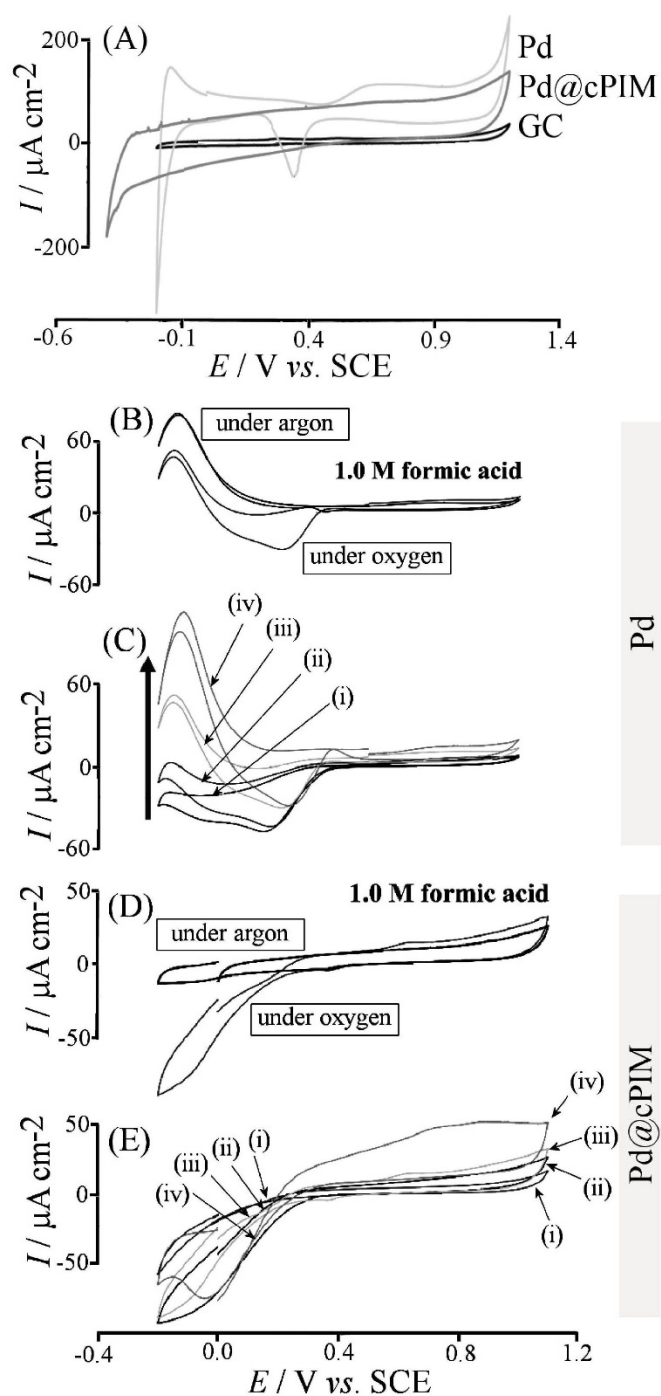 (A)
Pd
Pd@cPIM
GC
I / μA cm-2
200
0
-200
-0.6 -0.1 0.4 0.9 1.4
E / V vs. SCE
(B)
under argon
1.0 M formic acid
under oxygen
I / μA cm-2
60
0
-60
(C)
(iv)
(iii)
(ii)
(i)
I / μA cm-2
60
0
-60
Pd
(D)
1.0 M formic acid
under argon
under oxygen
I / μA cm-2
50
0
-50
(E)
(i)
(ii)
(iii)
(iv)
(iv)
(iii)
(ii)
(i)
I / μA cm-2
50
0
-50
Pd@cPIM
-0.4 0.0 0.4 0.8 1.2
E / V vs. SCE